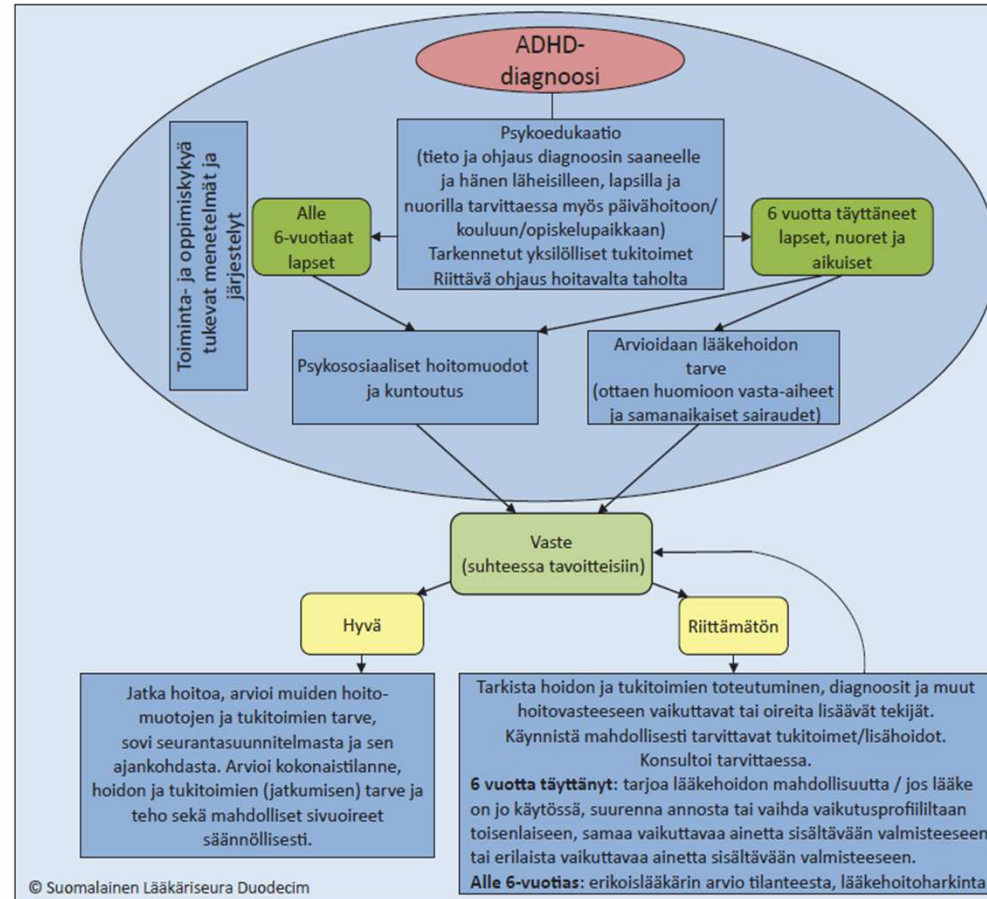 ADHD-
diagnoosi
Psykoedukaatio
(tieto ja ohjaus diagnoosin saaneelle
ja hänen läheisilleen, lapsilla ja
nuorilla tarvittaessa myös päivähoitoon/
kouluun/opiskelupaikkaan)
Tarkennetut yksilölliset tukitoimet
Riittävä ohjaus hoitavalta taholta
Toiminta- ja oppimiskykyä
tukevat menetelmät ja
järjestelyt
Alle
6-vuotiaat
lapset
6 vuotta täyttäneet
lapset, nuoret ja
aikuiset
Psykososiaaliset hoitomuodot
ja kuntoutus
Arvioidaan lääkehoidon
tarve
(ottaen huomioon vasta-aiheet
ja samanaikaiset sairaudet)
Vaste
(suhteessa tavoitteisiin)
Hyvä
Riittämätön
Jatka hoitoa, arvioi muiden hoito-
muotojen ja tukitoimien tarve,
sovi seurantasuunnitelmasta ja sen
ajankohdasta. Arvioi kokonaistilanne,
hoidon ja tukitoimien (jatkumisen) tarve ja
teho sekä mahdolliset sivuoireet
säännöllisesti.
Tarkista hoidon ja tukitoimien toteutuminen, diagnoosit ja muut
hoitovasteeseen vaikuttavat tai oireita lisäävät tekijät.
Käynnistä mahdollisesti tarvittavat tukitoimet/lisähoidot.
Konsultoi tarvittaessa.
6 vuotta täyttänyt: tarjoa lääkehoidon mahdollisuutta / jos lääke
on jo käytössä, suurenna annosta tai vaihda vaikutusprofiililtaan
toisenlaiseen, samaa vaikuttavaa ainetta sisältävään valmisteeseen
tai erilaista vaikuttavaa ainetta sisältävään valmisteeseen.
Alle 6-vuotias: erikoislääkärin arvio tilanteesta, lääkehoitoharkinta
© Suomalainen Lääkäriseura Duodecim